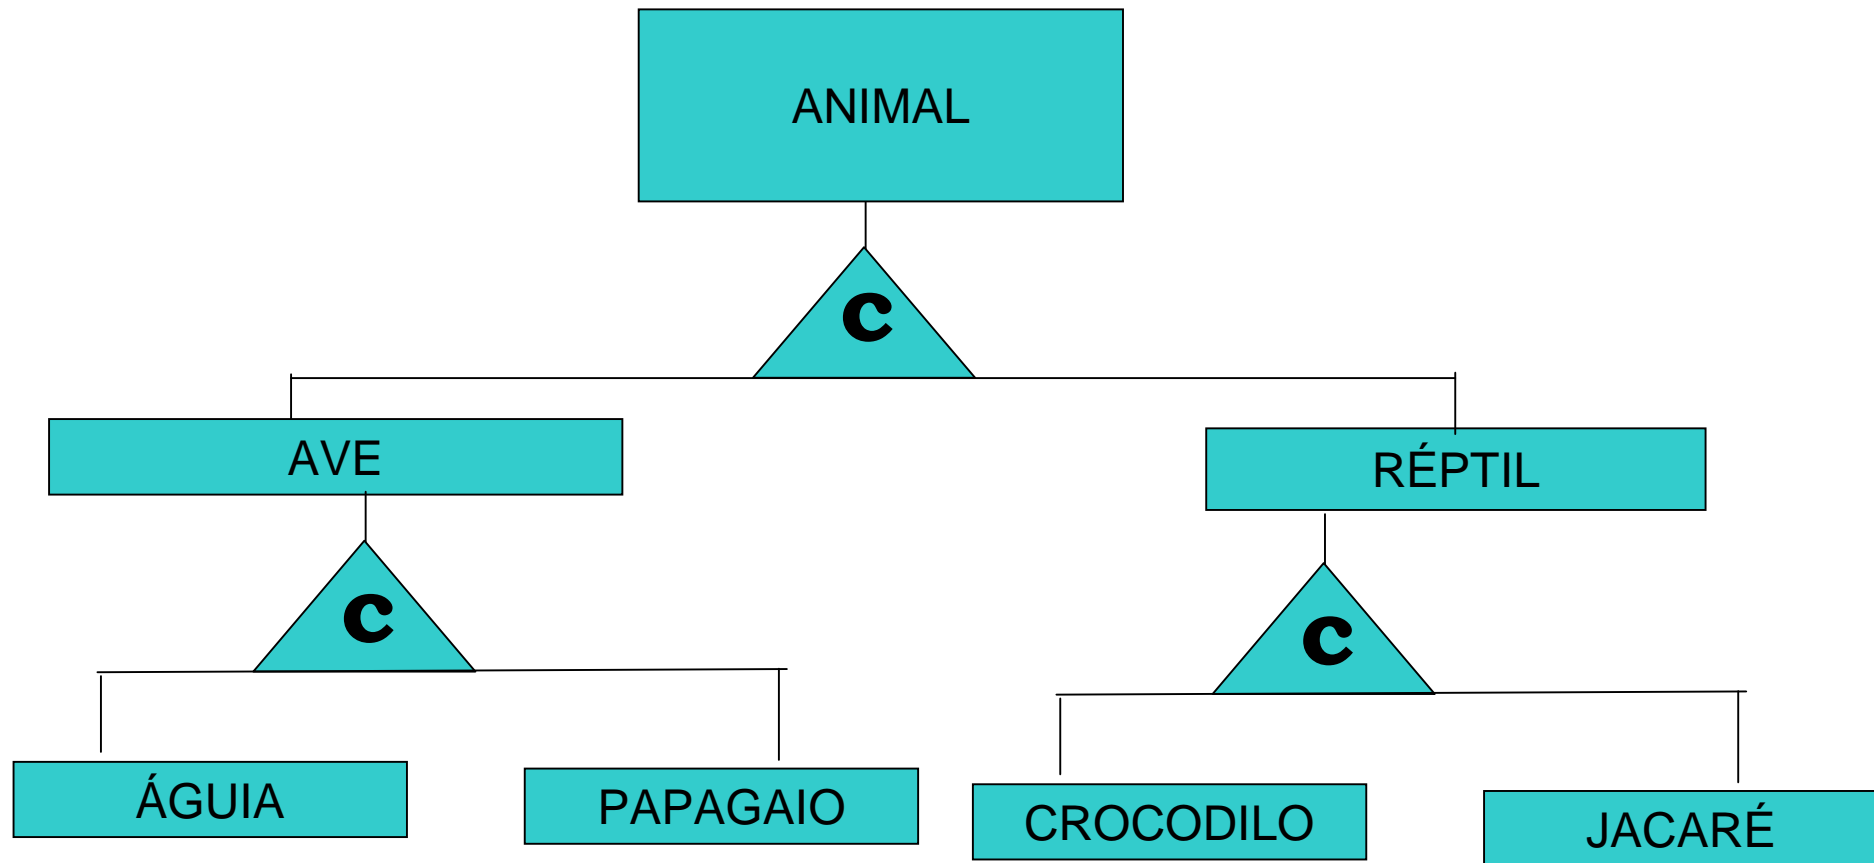 ANIMAL
C
AVE
RÉPTIL
C
C
ÁGUIA
PAPAGAIO
CROCODILO
JACARÉ